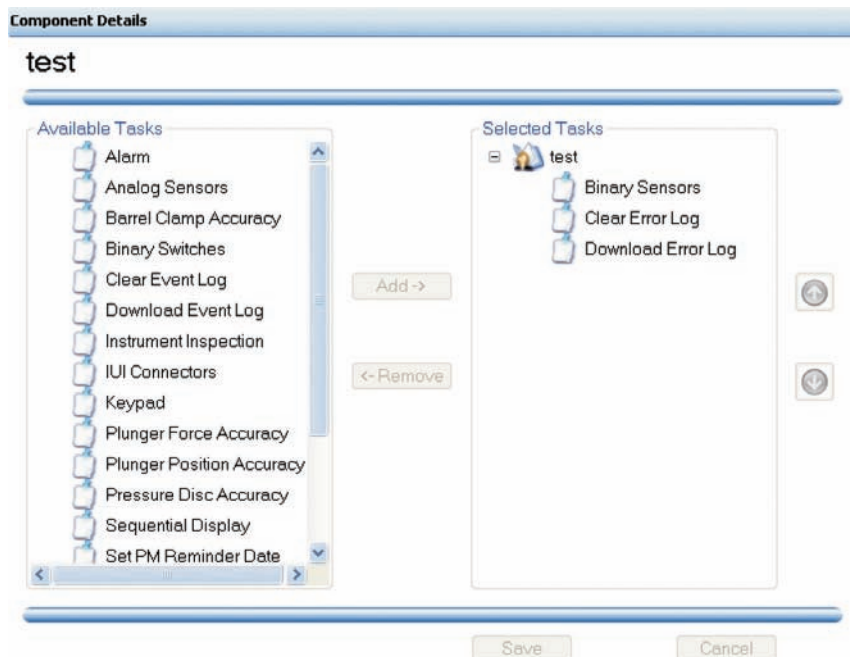 Component Details
test
Available Tasks
Alarm
Analog Sensors
Barrel Clamp Accuracy
Binary Switches
Clear Event Log
Download Event Log
Instrument Inspection
IUI Connectors
Keypad
Plunger Force Accuracy
Plunger Position Accuracy
Pressure Disc Accuracy
Sequential Display
Set PM Reminder Date
Add ->
<- Remove
Selected Tasks
test
Binary Sensors
Clear Error Log
Download Error Log
Save
Cancel